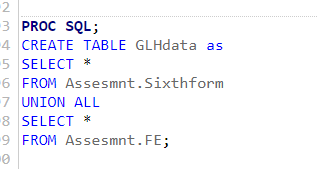 PROC SQL;
CREATE TABLE GLHdata as
SELECT *
FROM Assesmnt.Sixthform
UNION ALL
SELECT *
FROM Assesmnt.FE;